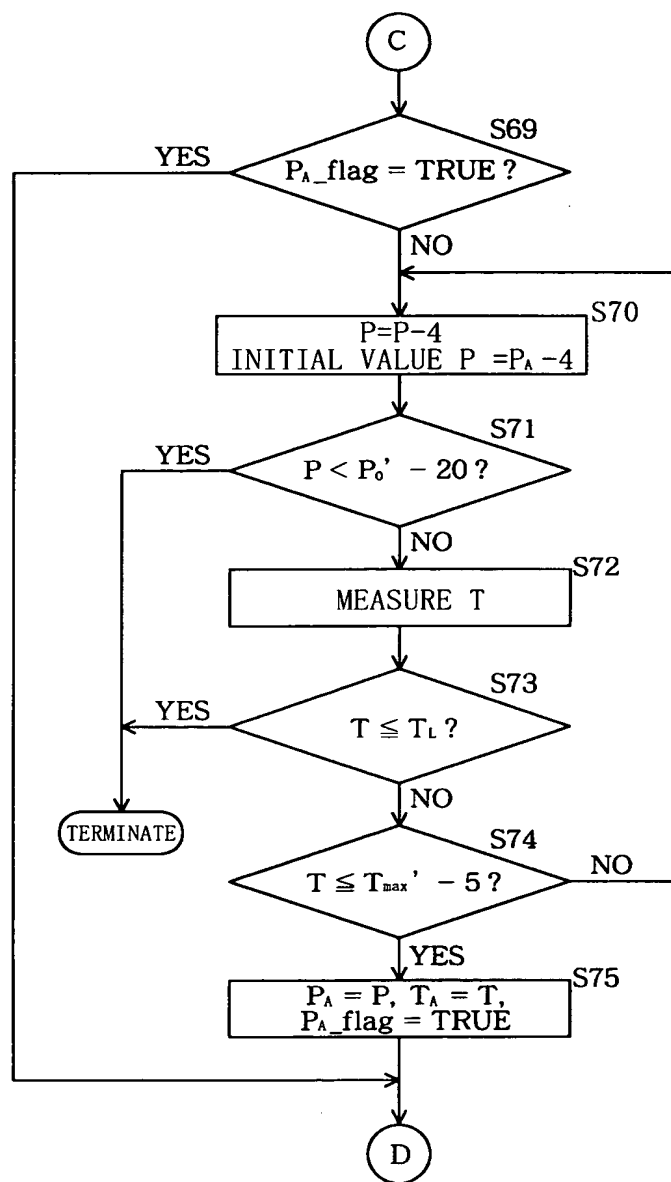 C
S69
YES
P_A_flag = TRUE ?
NO
S70
P=P-4
INITIAL VALUE P =P_A -4
S71
YES
P < P_0' - 20 ?
NO
S72
MEASURE T
S73
YES
T ≦ T_L ?
NO
TERMINATE
S74
NO
T ≦ T_max' - 5 ?
YES
S75
P_A = P, T_A = T,
P_A_flag = TRUE
D